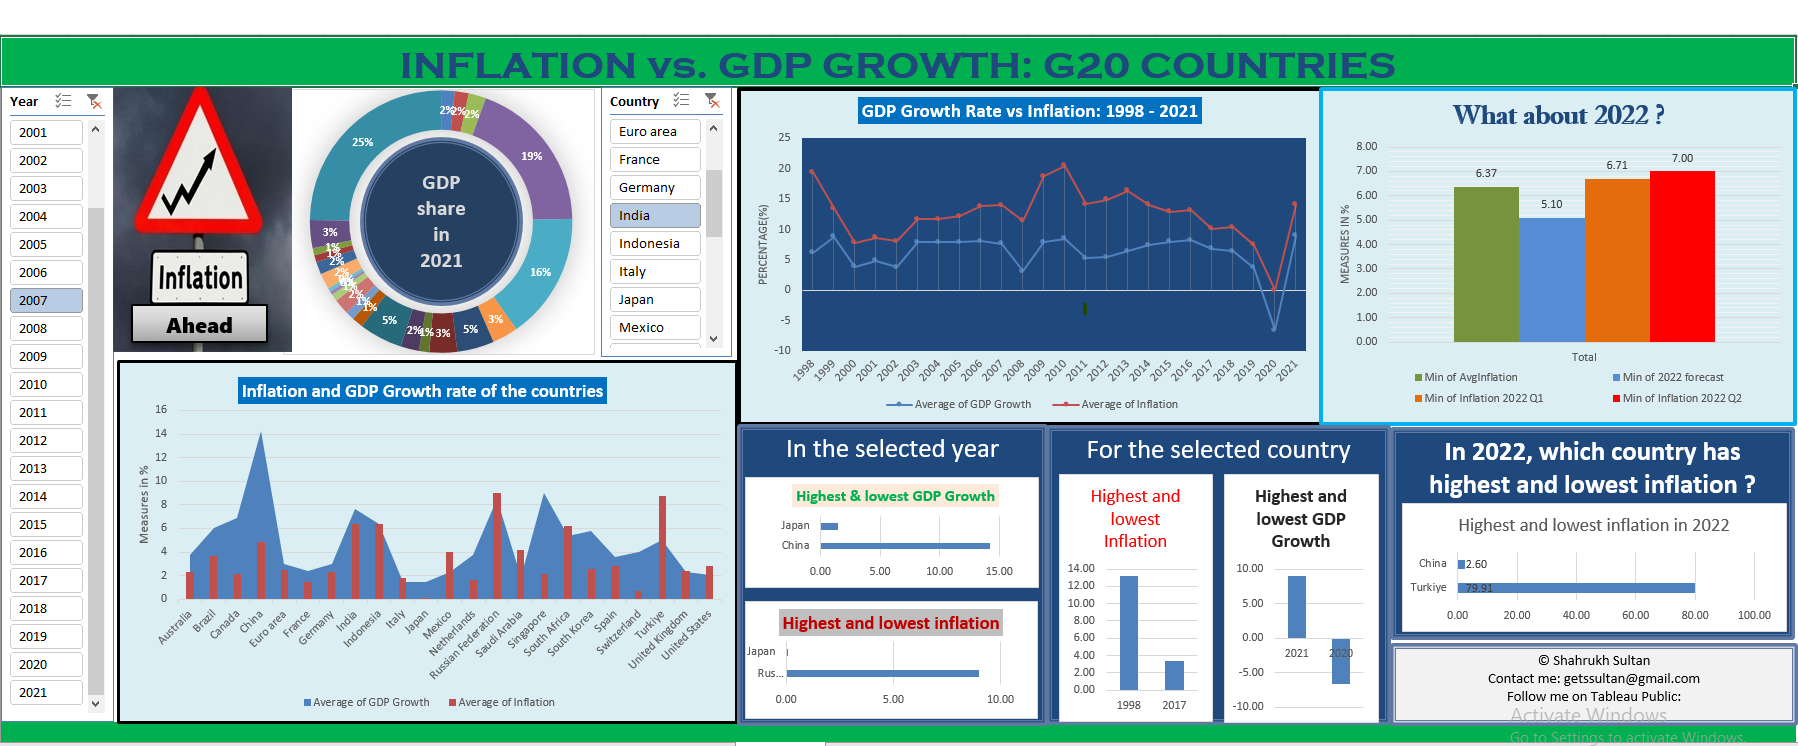 INFLATION vs. GDP GROWTH: G20 COUNTRIES
Year
2001
2002
2003
2004
2005
2006
2007
2008
2009
2010
2011
2012
2013
2014
2015
2016
2017
2018
2019
2020
2021
Inflation
Ahead
GDP
share
in
2021
2%
2%
2%
19%
16%
3%
5%
3%
1%
2%
5%
1%
1%
2%
2%
2%
1%
1%
3%
25%
Country
Euro area
France
Germany
India
Indonesia
Italy
Japan
Mexico
GDP Growth Rate vs Inflation: 1998 - 2021
PERCENTAGE(%)
25
20
15
10
5
0
-5
-10
1998 1999 2000 2001 2002 2003 2004 2005 2006 2007 2008 2009 2010 2011 2012 2013 2014 2015 2016 2017 2018 2019 2020 2021
Average of GDP Growth Average of Inflation
What about 2022 ?
MEASURES IN %
8.00
7.00
6.00
5.00
4.00
3.00
2.00
1.00
0.00
6.37
5.10
6.71
7.00
Total
Min of AvgInflation Min of 2022 forecast
Min of Inflation 2022 Q1 Min of Inflation 2022 Q2
Inflation and GDP Growth rate of the countries
Measures in %
16
14
12
10
8
6
4
2
0
Australia Brazil Canada China Euro area France Germany India Indonesia Italy Japan Mexico Netherlands Russian Federation Saudi Arabia Singapore South Africa South Korea Spain Switzerland Turkiye United Kingdom United States
Average of GDP Growth Average of Inflation
In the selected year
Highest & lowest GDP Growth
Japan
China
0.00 5.00 10.00 15.00
Highest and lowest inflation
Japan
Rus...
0.00 5.00 10.00
For the selected country
Highest and
lowest
Inflation
14.00
12.00
10.00
8.00
6.00
4.00
2.00
0.00
1998 2017
Highest and
lowest GDP
Growth
10.00
5.00
0.00
-5.00
-10.00
2021 2020
In 2022, which country has
highest and lowest inflation ?
Highest and lowest inflation in 2022
China 2.60
Turkiye 79.91
0.00 20.00 40.00 60.00 80.00 100.00
© Shahrukh Sultan
Contact me: getssultan@gmail.com
Follow me on Tableau Public:
Activate Windows
Go to Settings to activate Windows.